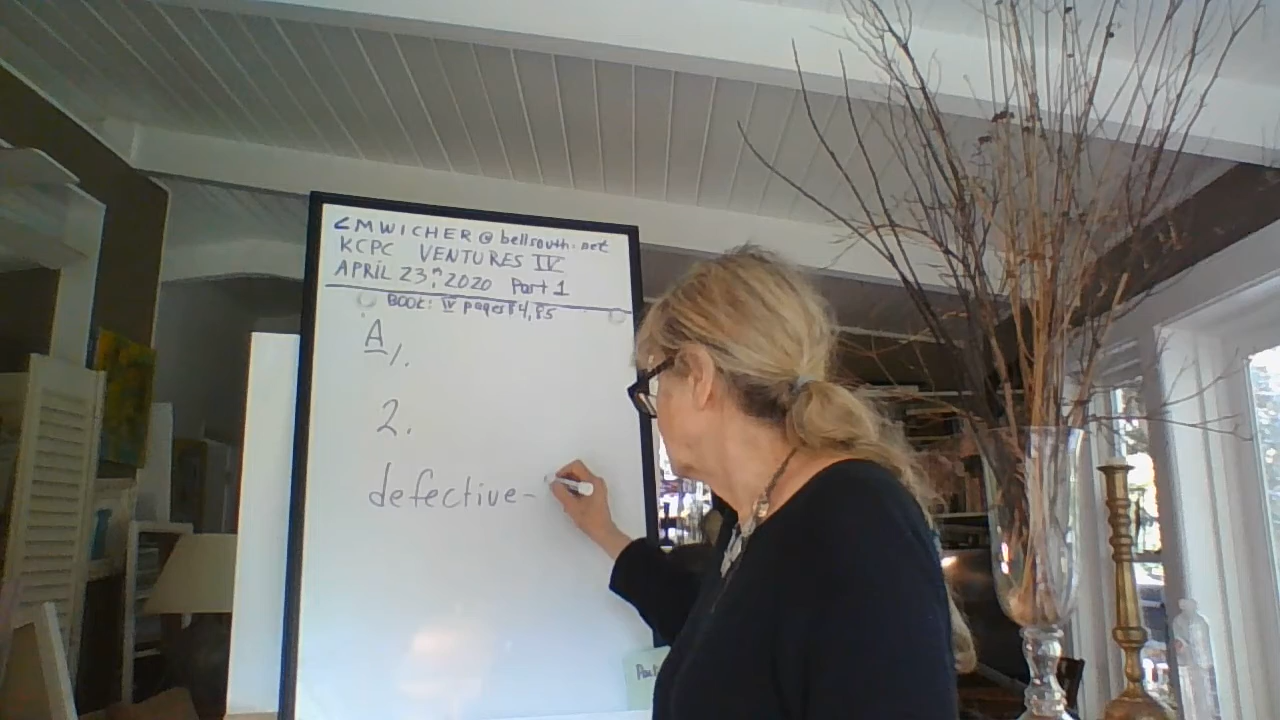 CMWICHER@bellsouth.net
KCPC VENTURES IV
APRIL 23rd, 2020 Part 1
BOOK: IV pages 84, 85
A
1.
2.
defective-